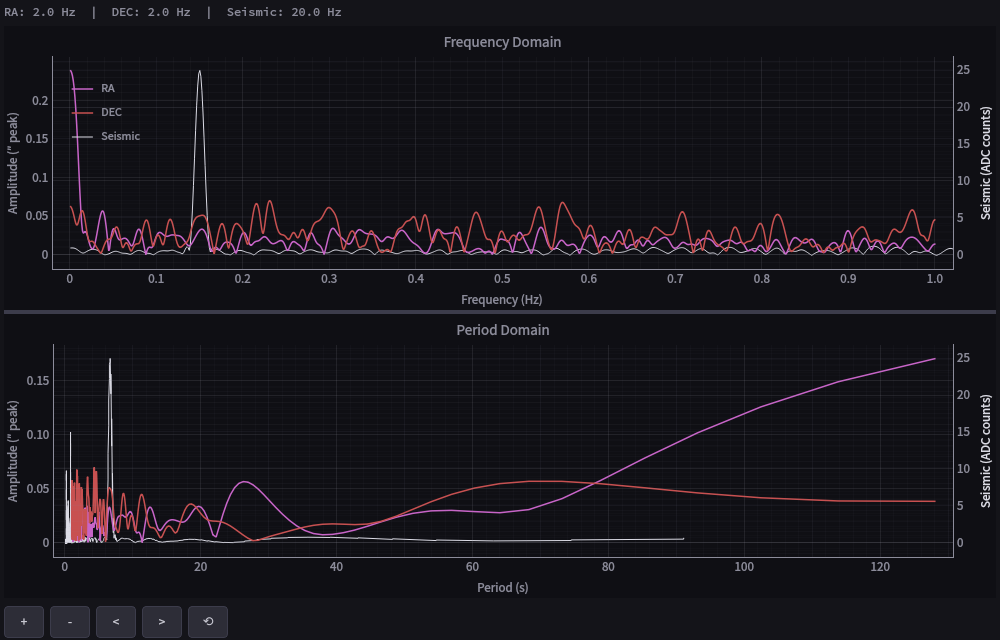 RA: 2.0 Hz | DEC: 2.0 Hz | Seismic: 20.0 Hz
Frequency Domain
RA
DEC
Seismic
Amplitude (" peak)
0.2
0.15
0.1
0.05
0
25
20
15
10
5
0
Seismic (ADC counts)
0 0.1 0.2 0.3 0.4 0.5 0.6 0.7 0.8 0.9 1.0
Frequency (Hz)
Period Domain
Amplitude (" peak)
0.15
0.10
0.05
0
25
20
15
10
5
0
Seismic (ADC counts)
0 20 40 60 80 100 120
Period (s)
+ - < > ⟲